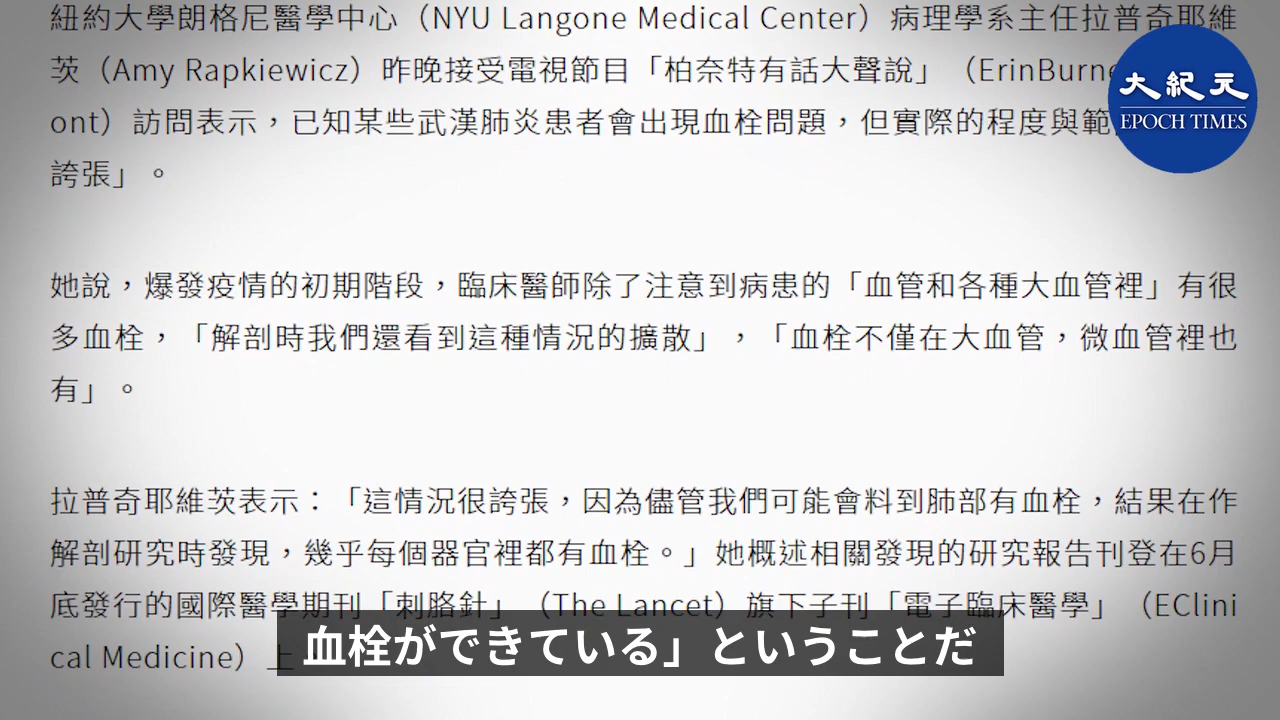 紐約大學朗格尼醫學中心（NYU Langone Medical Center）病理學系主任拉普奇耶維
茨（Amy Rapkiewicz）昨晚接受電視節目「柏奈特有話大聲說」（ErinBurne
ont）訪問表示，已知某些武漢肺炎患者會出現血栓問題，但實際的程度與範
誇張」。
大紀元
EPOCH TIMES
她說，爆發疫情的初期階段，臨床醫師除了注意到病患的「血管和各種大血管裡」有很
多血栓，「解剖時我們還看到這種情況的擴散」，「血栓不僅在大血管，微血管裡也
有」。
拉普奇耶維茨表示：「這情況很誇張，因為儘管我們可能會料到肺部有血栓，結果在作
解剖研究時發現，幾乎每個器官裡都有血栓。」她概述相關發現的研究報告刊登在6月
底發行的國際醫學期刊「刺胳針」（The Lancet）旗下子刊「電子臨床醫學」（EClini
cal Medicine）上
血栓ができている」ということだ